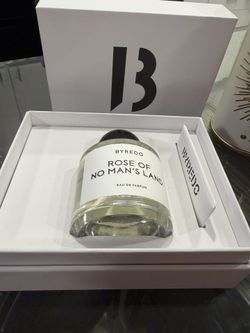 B
BYREDO
ROSE OF
NO MAN'S LAND
EAU DE PARFUM
BYREDO